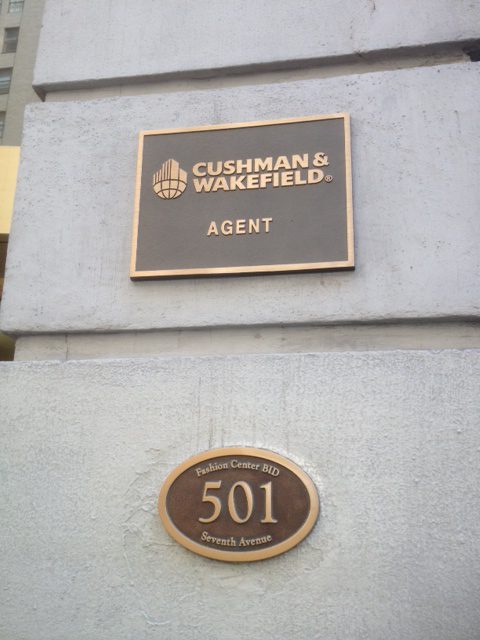 CUSHMAN &
WAKEFIELD®
AGENT
Fashion Center BID
501
Seventh Avenue